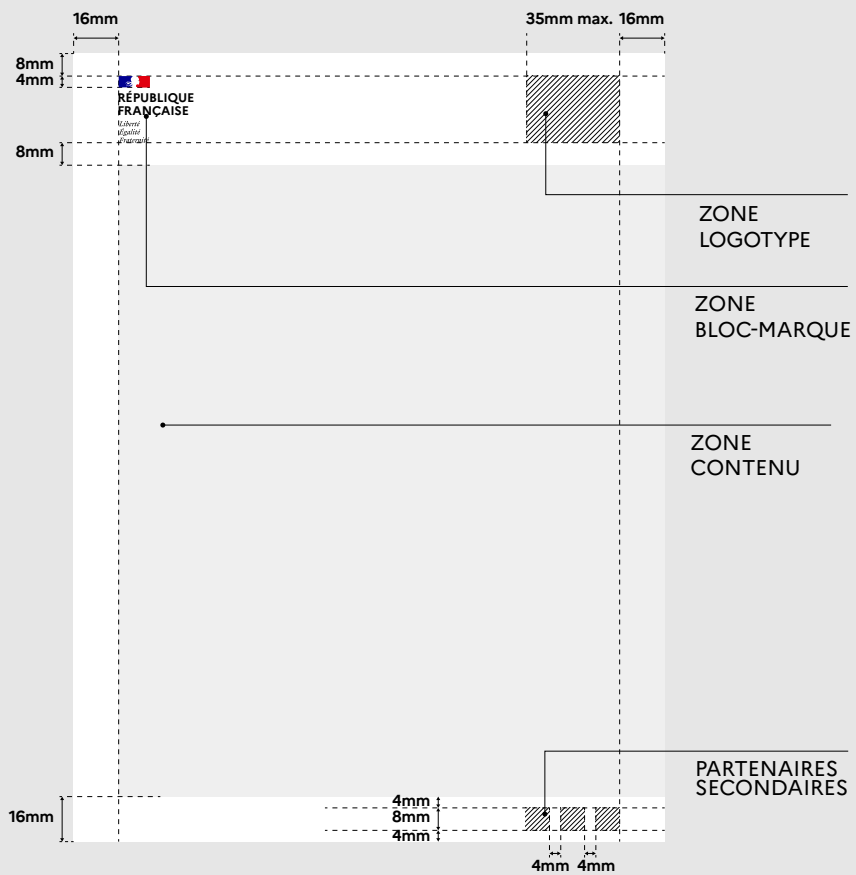 16mm
35mm max.
16mm
8mm
4mm
RÉPUBLIQUE
FRANÇAISE
Liberté
Égalité
Fraternité
8mm
ZONE
LOGOTYPE
ZONE
BLOC-MARQUE
ZONE
CONTENU
PARTENAIRES
SECONDAIRES
16mm
4mm
8mm
4mm
4mm
4mm